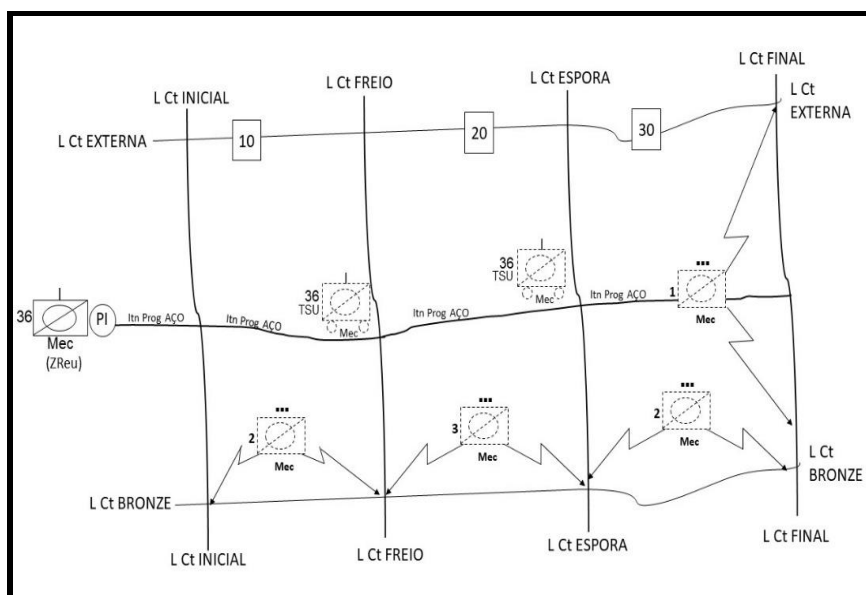 L Ct FINAL
L Ct ESPORA
L Ct FREIO
L Ct INICIAL
L Ct
EXTERNA
L Ct EXTERNA
10
20
30
36
TSU
Mec
36
TSU
Mec
36
Mec
(ZReu)
PI
Itn Prog AÇO
Itn Prog AÇO
Itn Prog AÇO
Itn Prog AÇO
1
Mec
2
Mec
3
Mec
2
Mec
L Ct BRONZE
L Ct
BRONZE
L Ct INICIAL
L Ct FREIO
L Ct ESPORA
L Ct FINAL